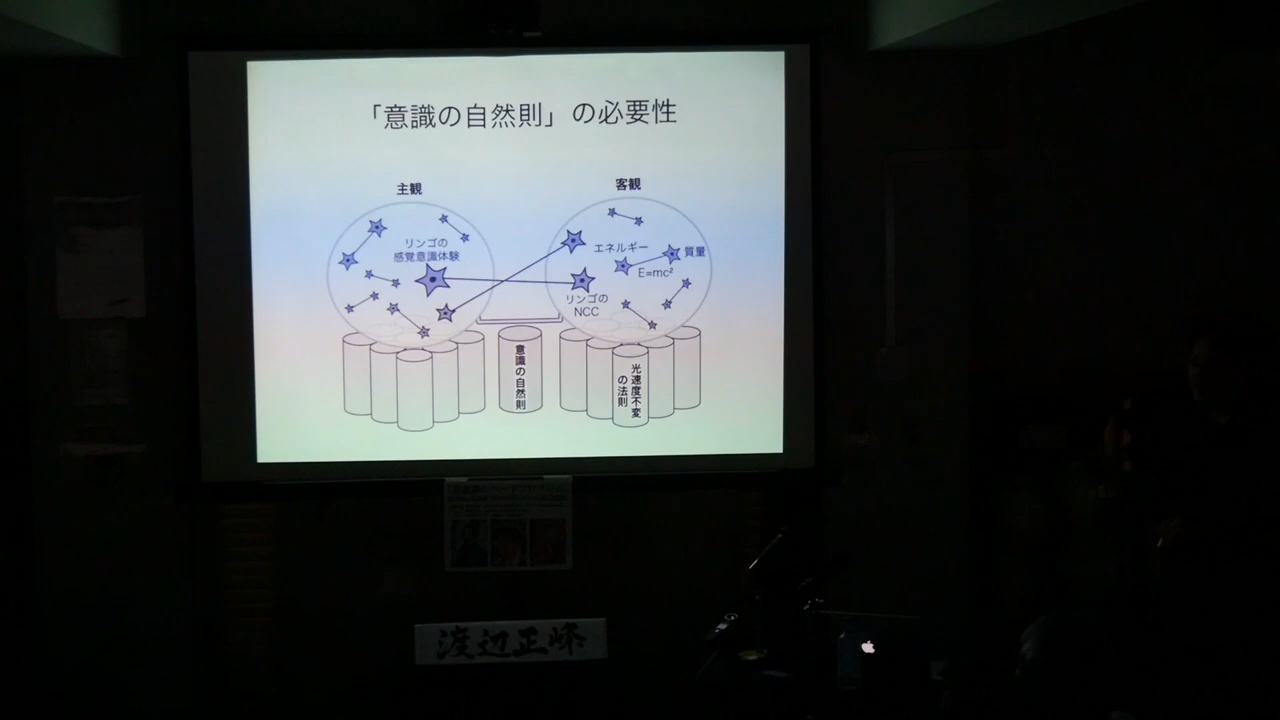 「意識の自然則」の必要性
主観
客観
リンゴの
感覚意識体験
エネルギー
質量
E=mc²
リンゴの
NCC
意識の自然則
光速度不変
の法則
渡辺正峰